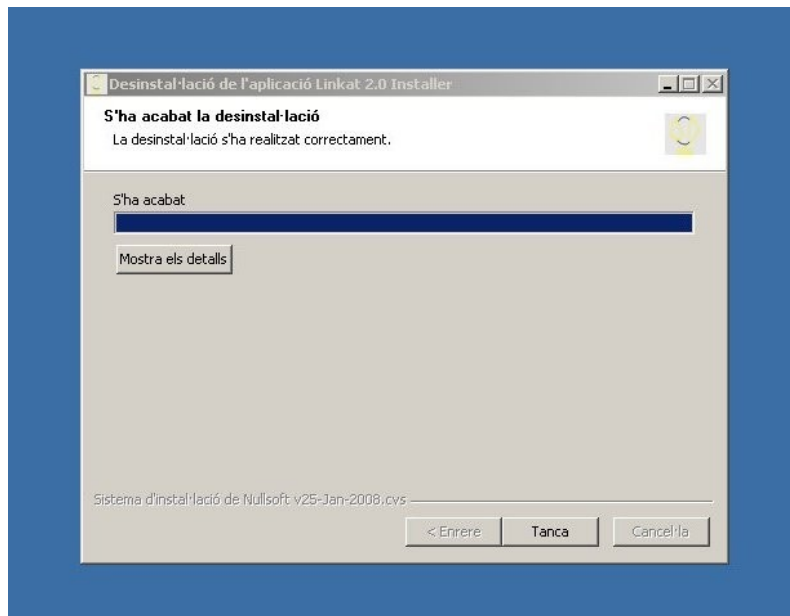 Desinstal·lació de l'aplicació Linkat 2.0 Installer
S'ha acabat la desinstal·lació
La desinstal·lació s'ha realitzat correctament.
S'ha acabat
Mostra els detalls
Sistema d'instal·lació de Nullsoft v25-Jan-2008.cvs
< Enrere
Tanca
Cancel·la